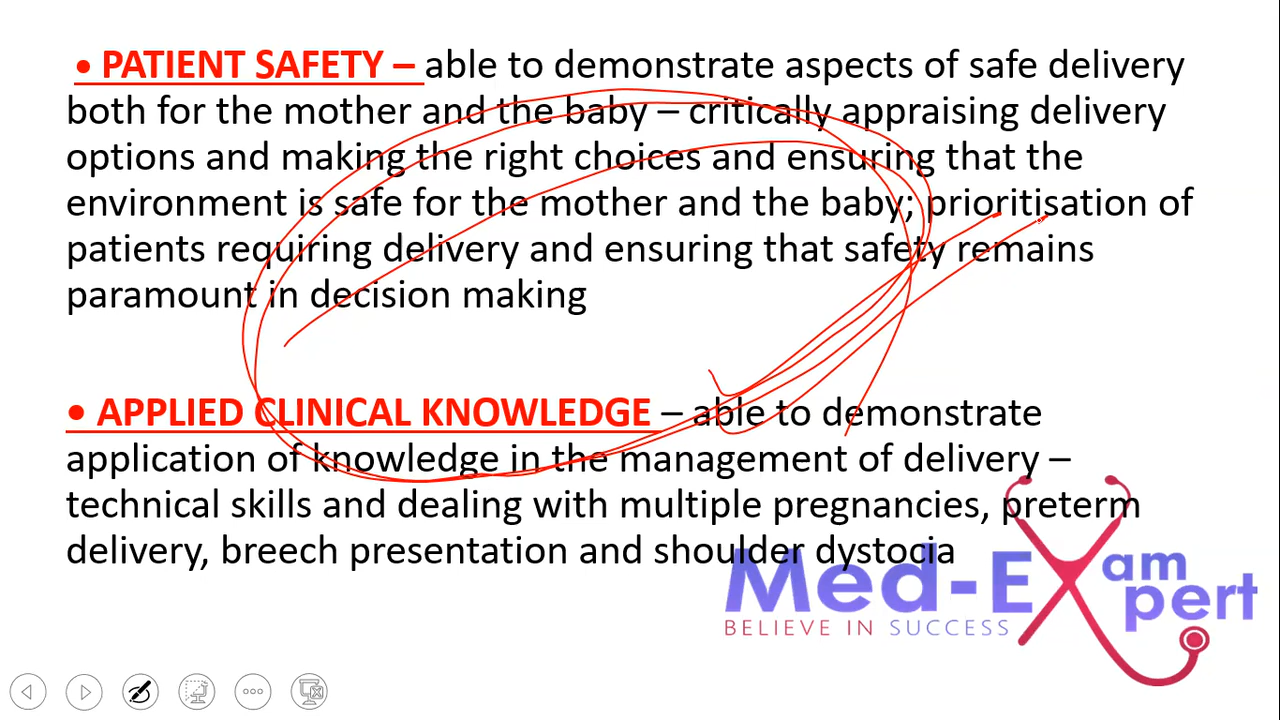 • PATIENT SAFETY – able to demonstrate aspects of safe delivery
both for the mother and the baby – critically appraising delivery
options and making the right choices and ensuring that the
environment is safe for the mother and the baby; prioritisation of
patients requiring delivery and ensuring that safety remains
paramount in decision making
• APPLIED CLINICAL KNOWLEDGE – able to demonstrate
application of knowledge in the management of delivery –
technical skills and dealing with multiple pregnancies, preterm
delivery, breech presentation and shoulder dystocia
Med-Exam Xpert
BELIEVE IN SUCCESS